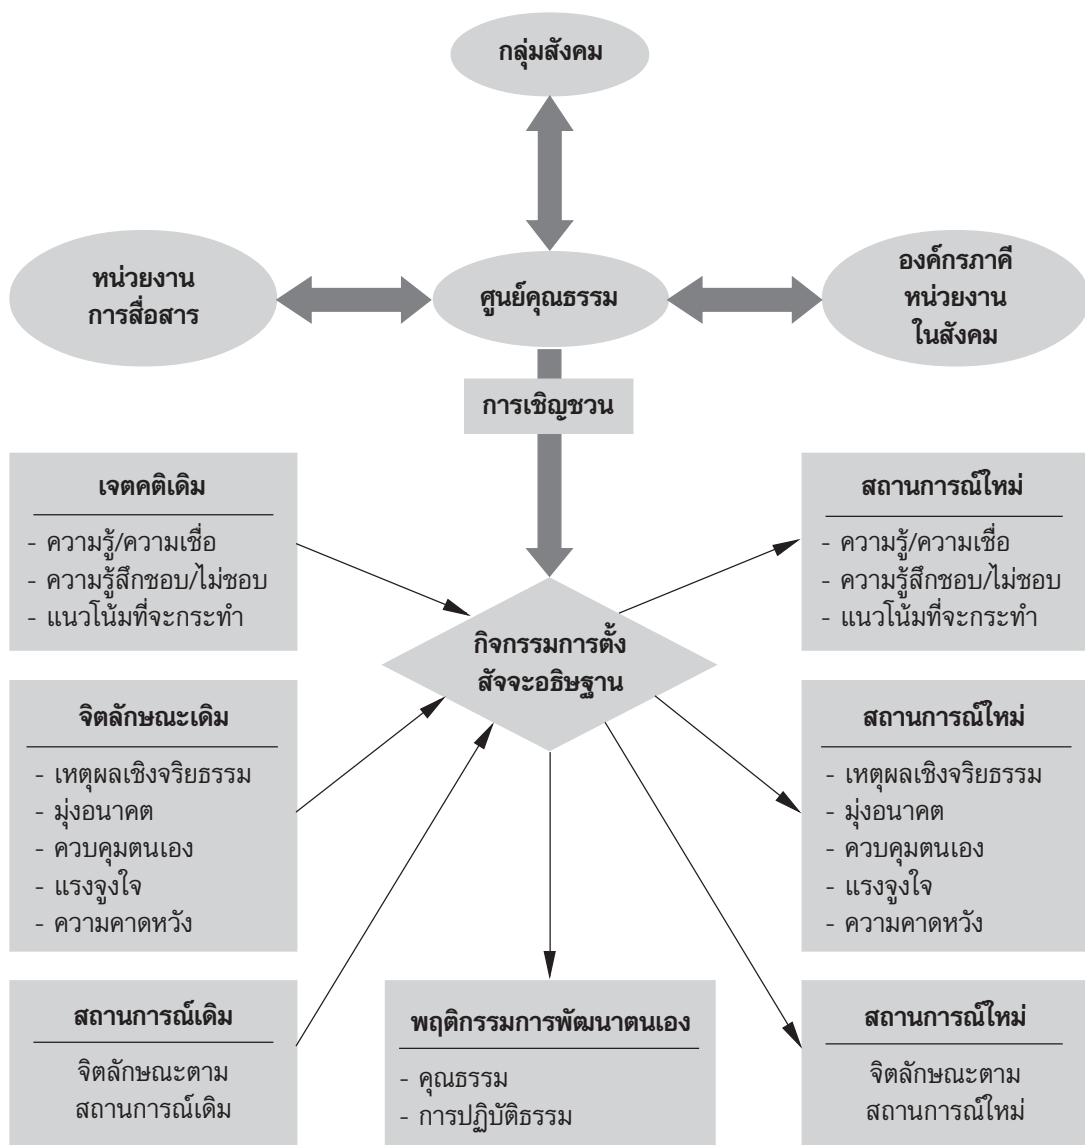 กลุ่มสังคม
หน่วยงาน
การสื่อสาร
ศูนย์คุณธรรม
องค์กรภาคี
หน่วยงาน
ในสังคม
การเชิญชวน
เจตคติเดิม
- ความรู้/ความเชื่อ
- ความรู้สึกชอบ/ไม่ชอบ
- แนวโน้มที่จะกระทำ
สถานการณ์ใหม่
- ความรู้/ความเชื่อ
- ความรู้สึกชอบ/ไม่ชอบ
- แนวโน้มที่จะกระทำ
กิจกรรมการตั้ง
สัจจะอธิษฐาน
จิตลักษณะเดิม
- เหตุผลเชิงจริยธรรม
- มุ่งอนาคต
- ควบคุมตนเอง
- แรงจูงใจ
- ความคาดหวัง
สถานการณ์ใหม่
- เหตุผลเชิงจริยธรรม
- มุ่งอนาคต
- ควบคุมตนเอง
- แรงจูงใจ
- ความคาดหวัง
สถานการณ์เดิม
จิตลักษณะตาม
สถานการณ์เดิม
พฤติกรรมการพัฒนาตนเอง
- คุณธรรม
- การปฏิบัติธรรม
สถานการณ์ใหม่
จิตลักษณะตาม
สถานการณ์ใหม่